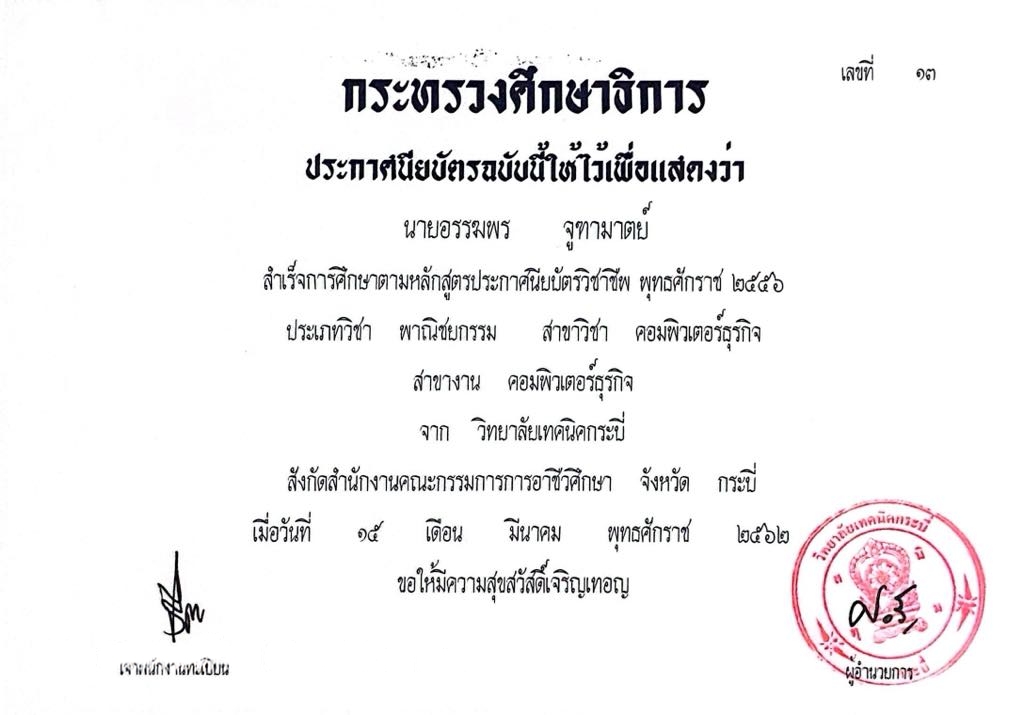 เลขที่ ๑๓
กระทรวงศึกษาธิการ
ประกาศนียบัตรฉบับนี้ให้ไว้เพื่อแสดงว่า
นายอรรฆพร จูฑามาตย์
สำเร็จการศึกษาตามหลักสูตรประกาศนียบัตรวิชาชีพ พุทธศักราช ๒๕๕๖
ประเภทวิชา พาณิชยกรรม สาขาวิชา คอมพิวเตอร์ธุรกิจ
สาขางาน คอมพิวเตอร์ธุรกิจ
จาก วิทยาลัยเทคนิคกระบี่
สังกัดสำนักงานคณะกรรมการการอาชีวศึกษา จังหวัด กระบี่
เมื่อวันที่ ๑๕ เดือน มีนาคม พุทธศักราช ๒๕๖๒
ขอให้มีความสุขสวัสดิ์เจริญเทอญ
วิทยาลัยเทคนิคกระบี่
เจ้าพนักงานทะเบียน
ผู้อำนวยการ